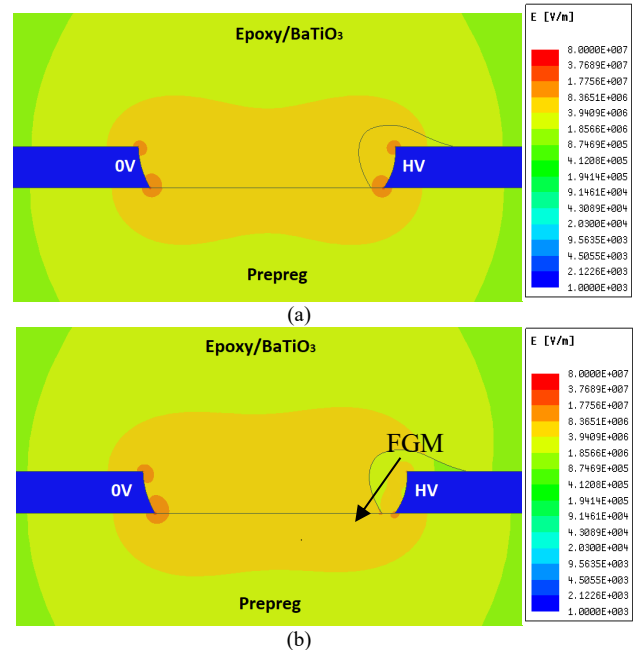 Epoxy/BaTiO₃
0V
HV
Prepreg
E [V/m]
8.0000E+007
3.7689E+007
1.7756E+007
8.3651E+006
3.9409E+006
1.8566E+006
8.7469E+005
4.1208E+005
1.9414E+005
9.1461E+004
4.3089E+004
2.0300E+004
9.5635E+003
4.5055E+003
2.1226E+003
1.0000E+003
(a)
Epoxy/BaTiO₃
FGM
0V
HV
Prepreg
E [V/m]
8.0000E+007
3.7689E+007
1.7756E+007
8.3651E+006
3.9409E+006
1.8566E+006
8.7469E+005
4.1208E+005
1.9414E+005
9.1461E+004
4.3089E+004
2.0300E+004
9.5635E+003
4.5055E+003
2.1226E+003
1.0000E+003
(b)